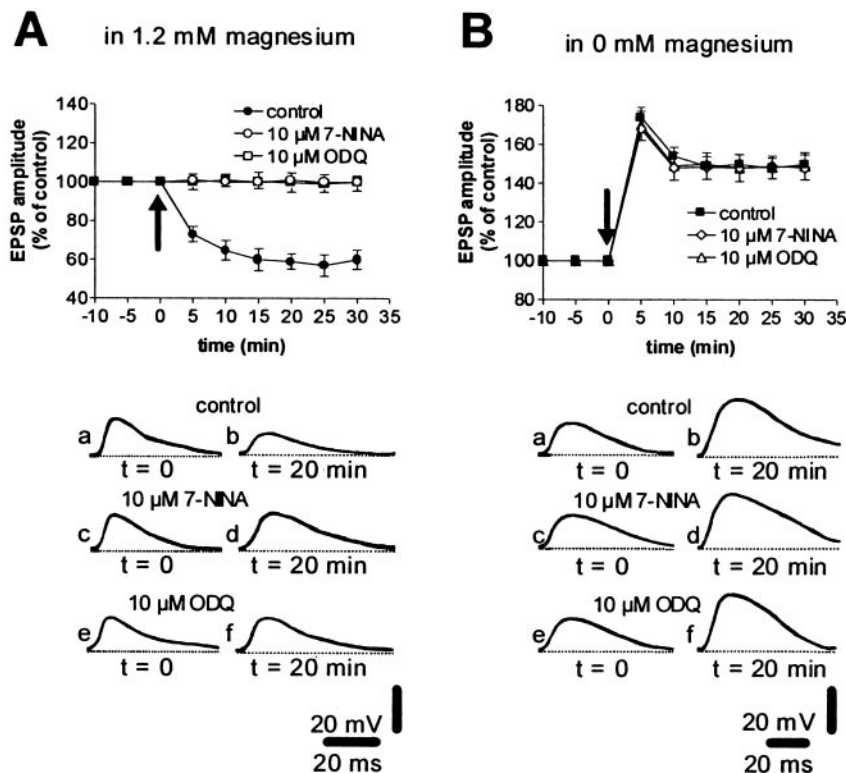 A
in 1.2 mM magnesium
EPSP amplitude
(% of control)
140
120
100
80
60
40
control
10 µM 7-NINA
10 µM ODQ
-10 -5 0 5 10 15 20 25 30 35
time (min)
control
a
t = 0
b
t = 20 min
10 µM 7-NINA
c
t = 0
d
t = 20 min
10 µM ODQ
e
t = 0
f
t = 20 min
20 mV
20 ms
B
in 0 mM magnesium
EPSP amplitude
(% of control)
180
160
140
120
100
80
control
10 µM 7-NINA
10 µM ODQ
-10 -5 0 5 10 15 20 25 30 35
time (min)
control
a
t = 0
b
t = 20 min
10 µM 7-NINA
c
t = 0
d
t = 20 min
10 µM ODQ
e
t = 0
f
t = 20 min
20 mV
20 ms